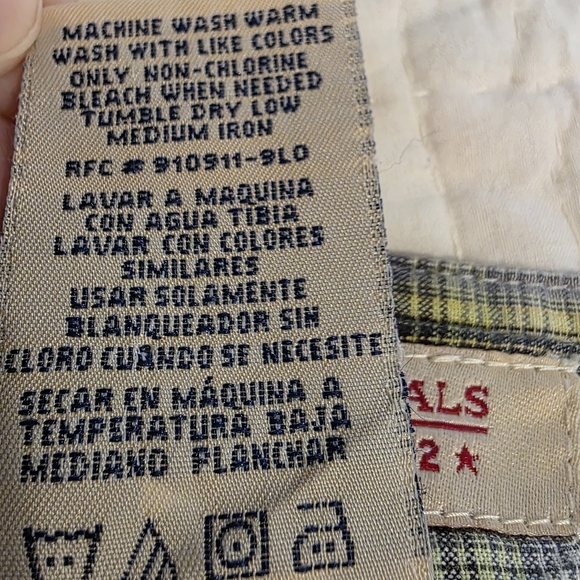 MACHINE WASH WARM
WASH WITH LIKE COLORS
ONLY NON-CHLORINE
BLEACH WHEN NEEDED
TUMBLE DRY LOW
MEDIUM IRON
RFC # 910911-9LO
LAVAR A MAQUINA
CON AGUA TIBIA
LAVAR CON COLORES
SIMILARES
USAR SOLAMENTE
BLANQUEADOR SIN
CLORO CUANDO SE NECESITE
SECAR EN MÁQUINA A
TEMPERATURA BAJA
MEDIANO PLANCHAR
ALS
2 ★